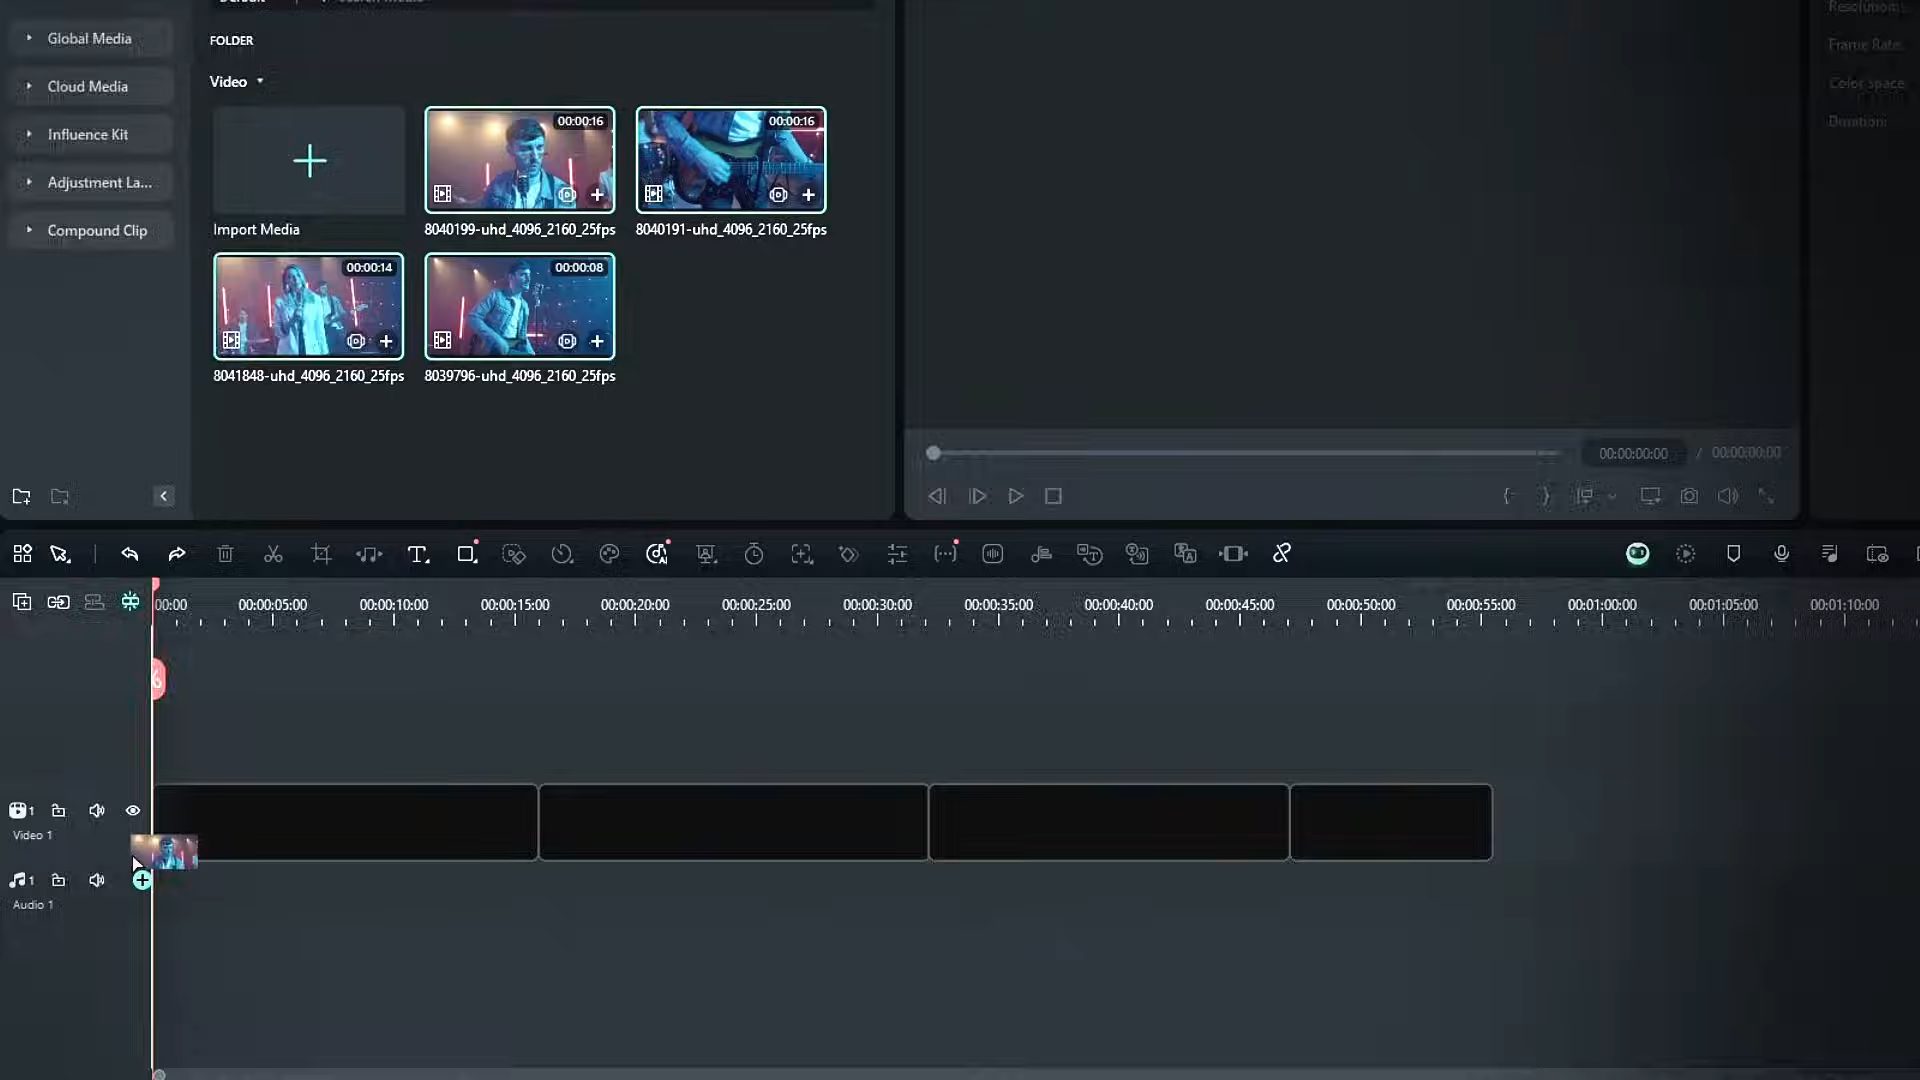 Default
Search Media
Resolution:
Frame Rate:
Color Space
Duration:
Global Media
Cloud Media
Influence Kit
Adjustment La...
Compound Clip
FOLDER
Video
Import Media
00:00:16
8040199-uhd_4096_2160_25fps
00:00:16
8040191-uhd_4096_2160_25fps
00:00:14
8041848-uhd_4096_2160_25fps
00:00:08
8039796-uhd_4096_2160_25fps
00:00:00:00 / 00:00:00:00
00:00 00:00:05:00 00:00:10:00 00:00:15:00 00:00:20:00 00:00:25:00 00:00:30:00 00:00:35:00 00:00:40:00 00:00:45:00 00:00:50:00 00:00:55:00 00:01:00:00 00:01:05:00 00:01:10:00
1
Video 1
1
Audio 1